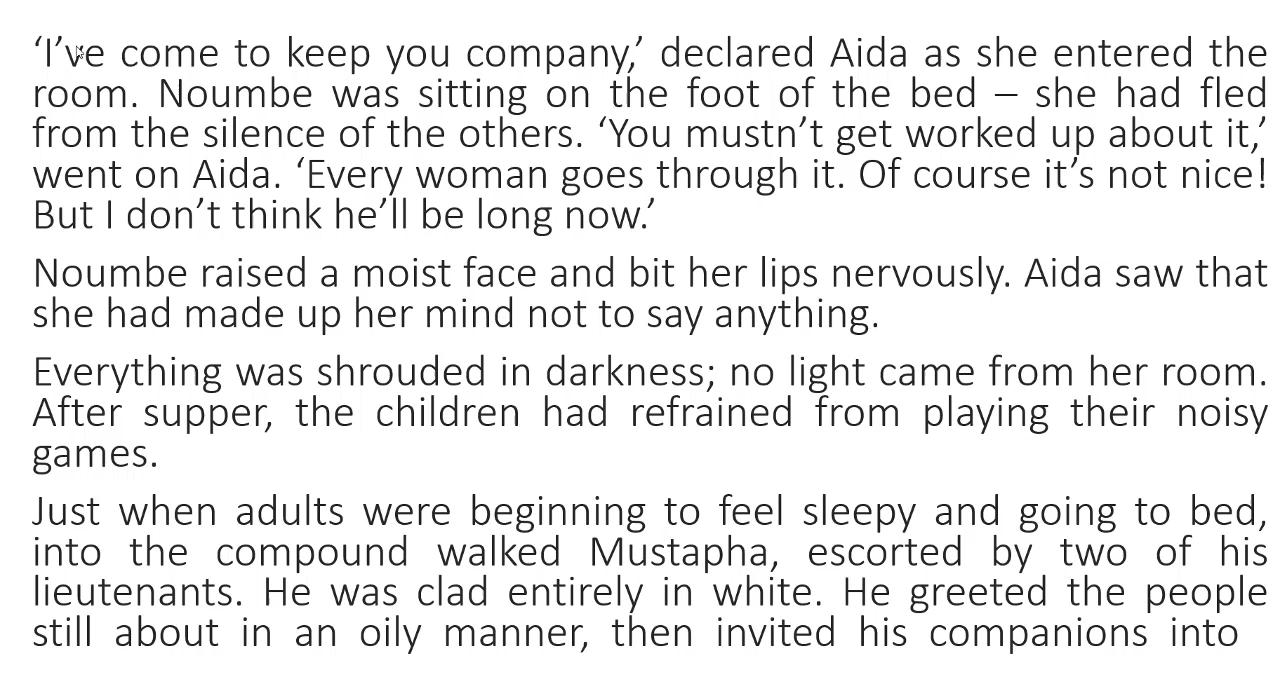 ‘I’ve come to keep you company,’ declared Aida as she entered the
room. Noumbe was sitting on the foot of the bed – she had fled
from the silence of the others. ‘You mustn’t get worked up about it,’
went on Aida. ‘Every woman goes through it. Of course it’s not nice!
But I don’t think he’ll be long now.’
Noumbe raised a moist face and bit her lips nervously. Aida saw that
she had made up her mind not to say anything.
Everything was shrouded in darkness; no light came from her room.
After supper, the children had refrained from playing their noisy
games.
Just when adults were beginning to feel sleepy and going to bed,
into the compound walked Mustapha, escorted by two of his
lieutenants. He was clad entirely in white. He greeted the people
still about in an oily manner, then invited his companions into